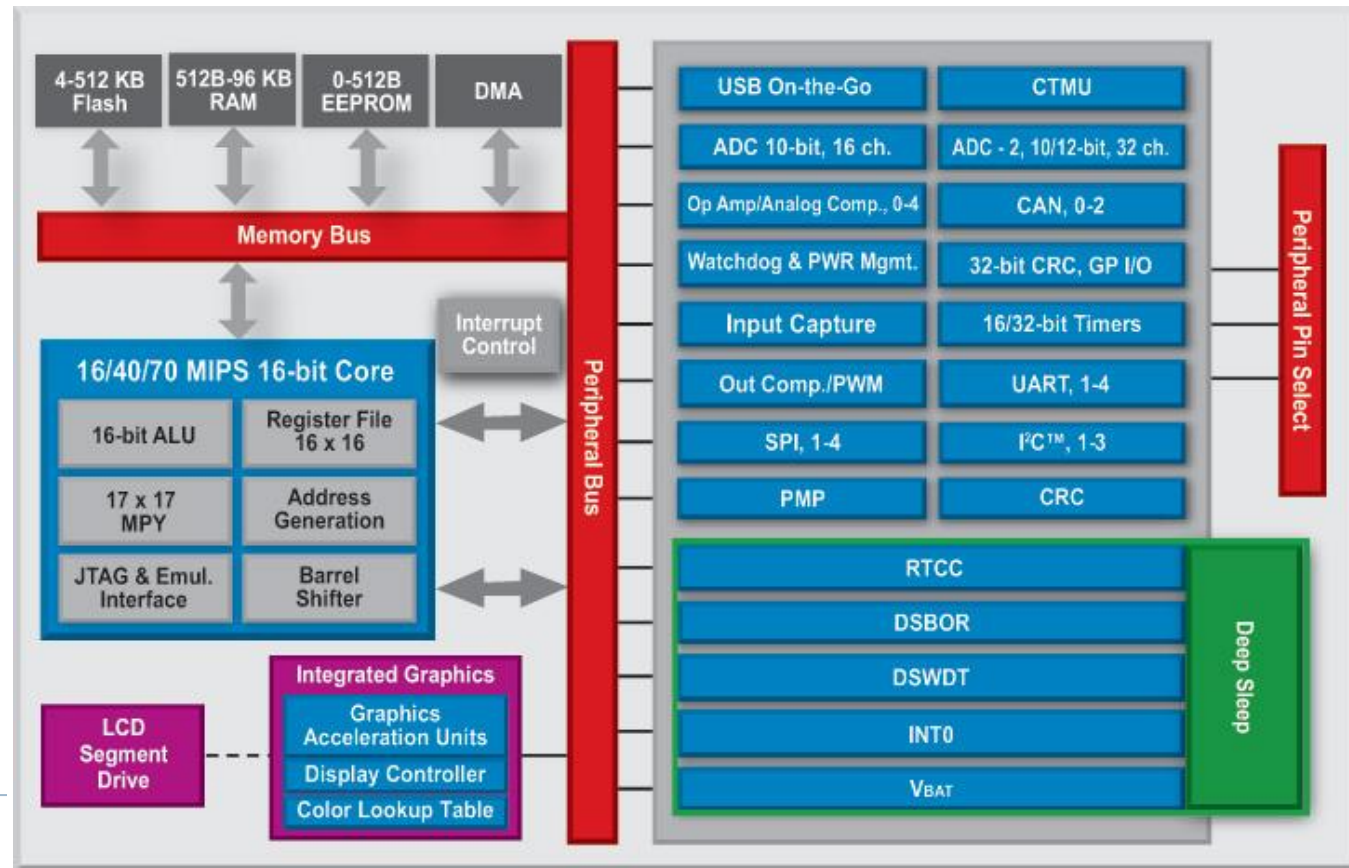 4-512 KB
Flash
512B-96 KB
RAM
0-512B
EEPROM
DMA
Memory Bus
Interrupt
Control
16/40/70 MIPS 16-bit Core
16-bit ALU
Register File
16 x 16
17 x 17
MPY
Address
Generation
JTAG & Emul.
Interface
Barrel
Shifter
LCD
Segment
Drive
Integrated Graphics
Graphics
Acceleration Units
Display Controller
Color Lookup Table
Peripheral Bus
USB On-the-Go
CTMU
ADC 10-bit, 16 ch.
ADC - 2, 10/12-bit, 32 ch.
Op Amp/Analog Comp., 0-4
CAN, 0-2
Watchdog & PWR Mgmt.
32-bit CRC, GP I/O
Input Capture
16/32-bit Timers
Out Comp./PWM
UART, 1-4
SPI, 1-4
I²C™, 1-3
PMP
CRC
RTCC
DSBOR
DSWDT
INT0
VBAT
Deep Sleep
Peripheral Pin Select